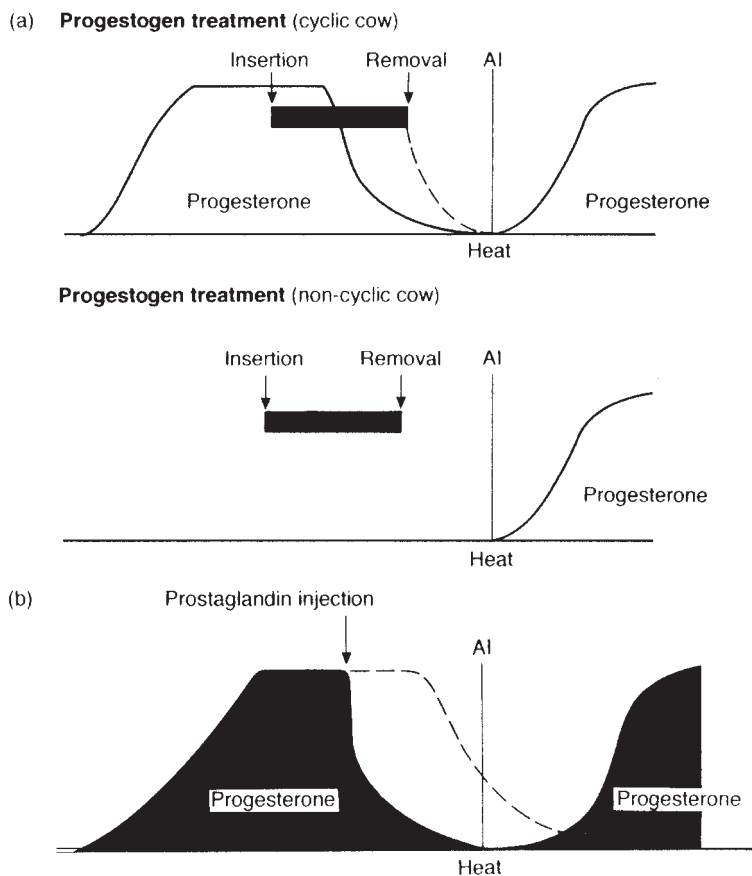 (a) Progestogen treatment (cyclic cow)
Insertion Removal AI
Progesterone Progesterone
Heat
Progestogen treatment (non-cyclic cow)
Insertion Removal AI
Progesterone
Heat
(b) Prostaglandin injection
AI
Progesterone Progesterone
Heat